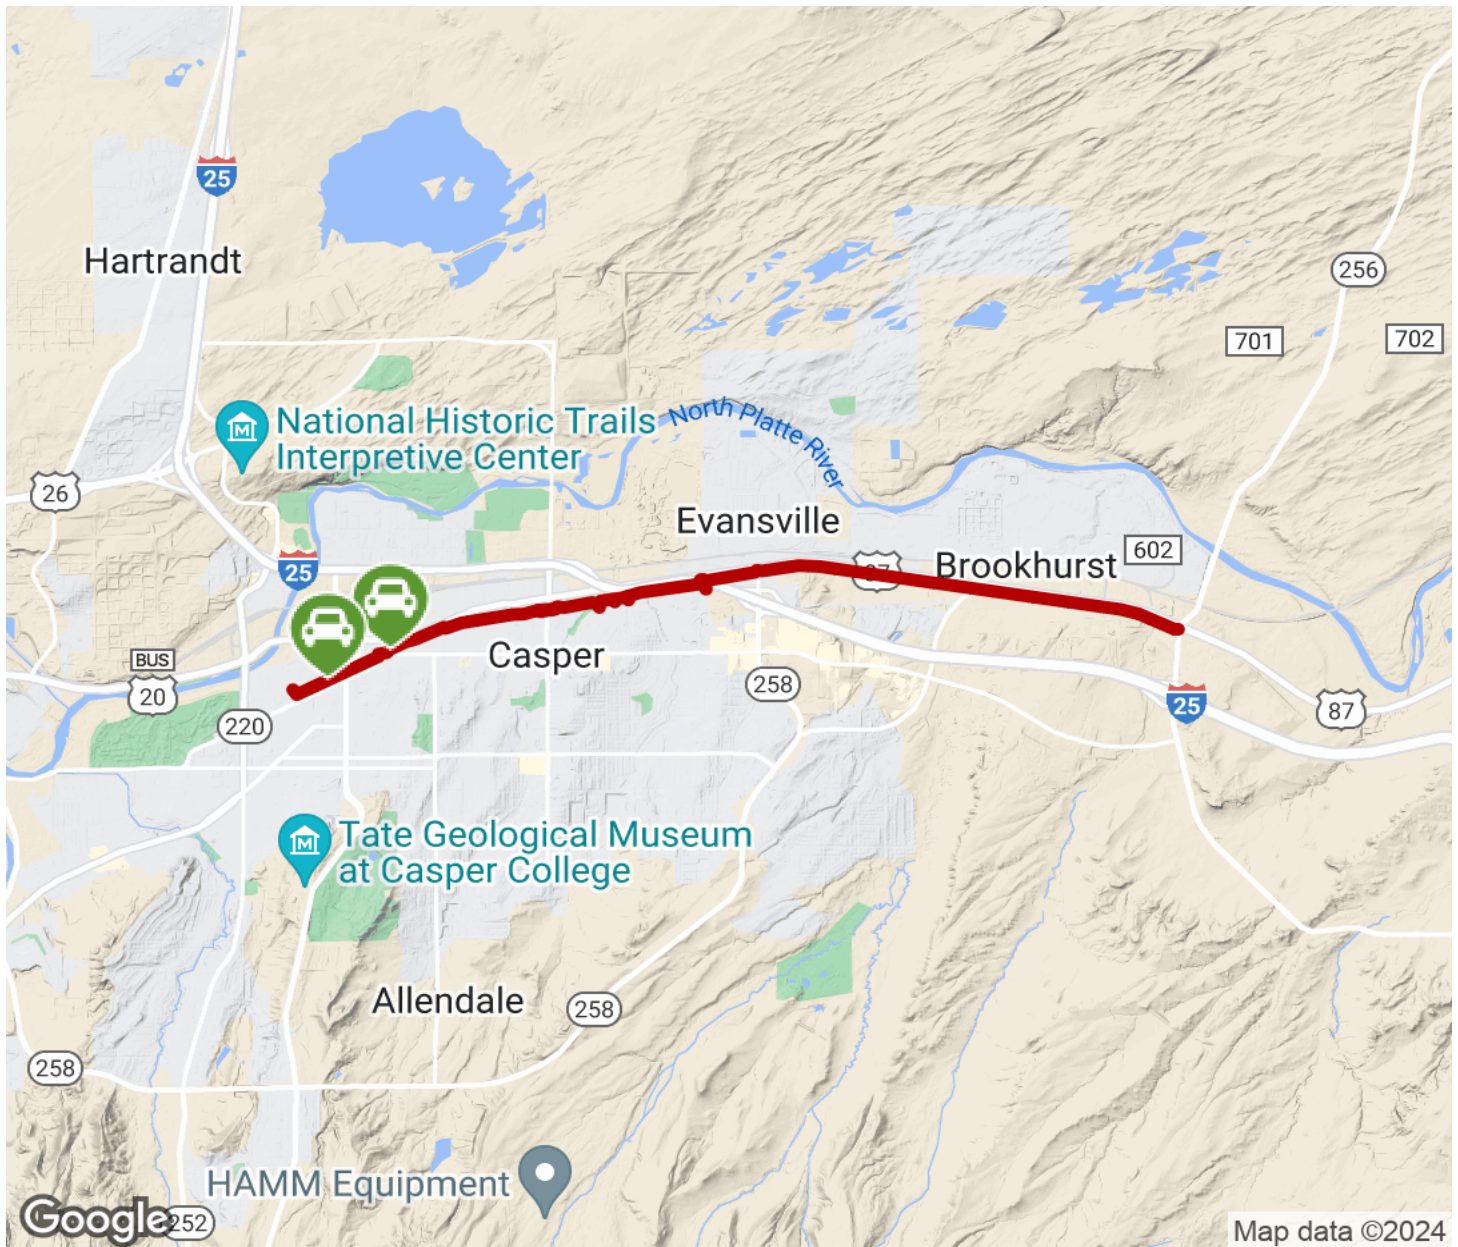 25
Hartrandt
256
701
702
National Historic Trails
Interpretive Center
North Platte River
26
Evansville
602
Brookhurst
25
87
Casper
BUS
20
258
220
25
87
Tate Geological Museum
at Casper College
Allendale
258
258
HAMM Equipment
Google
252
Map data ©2024